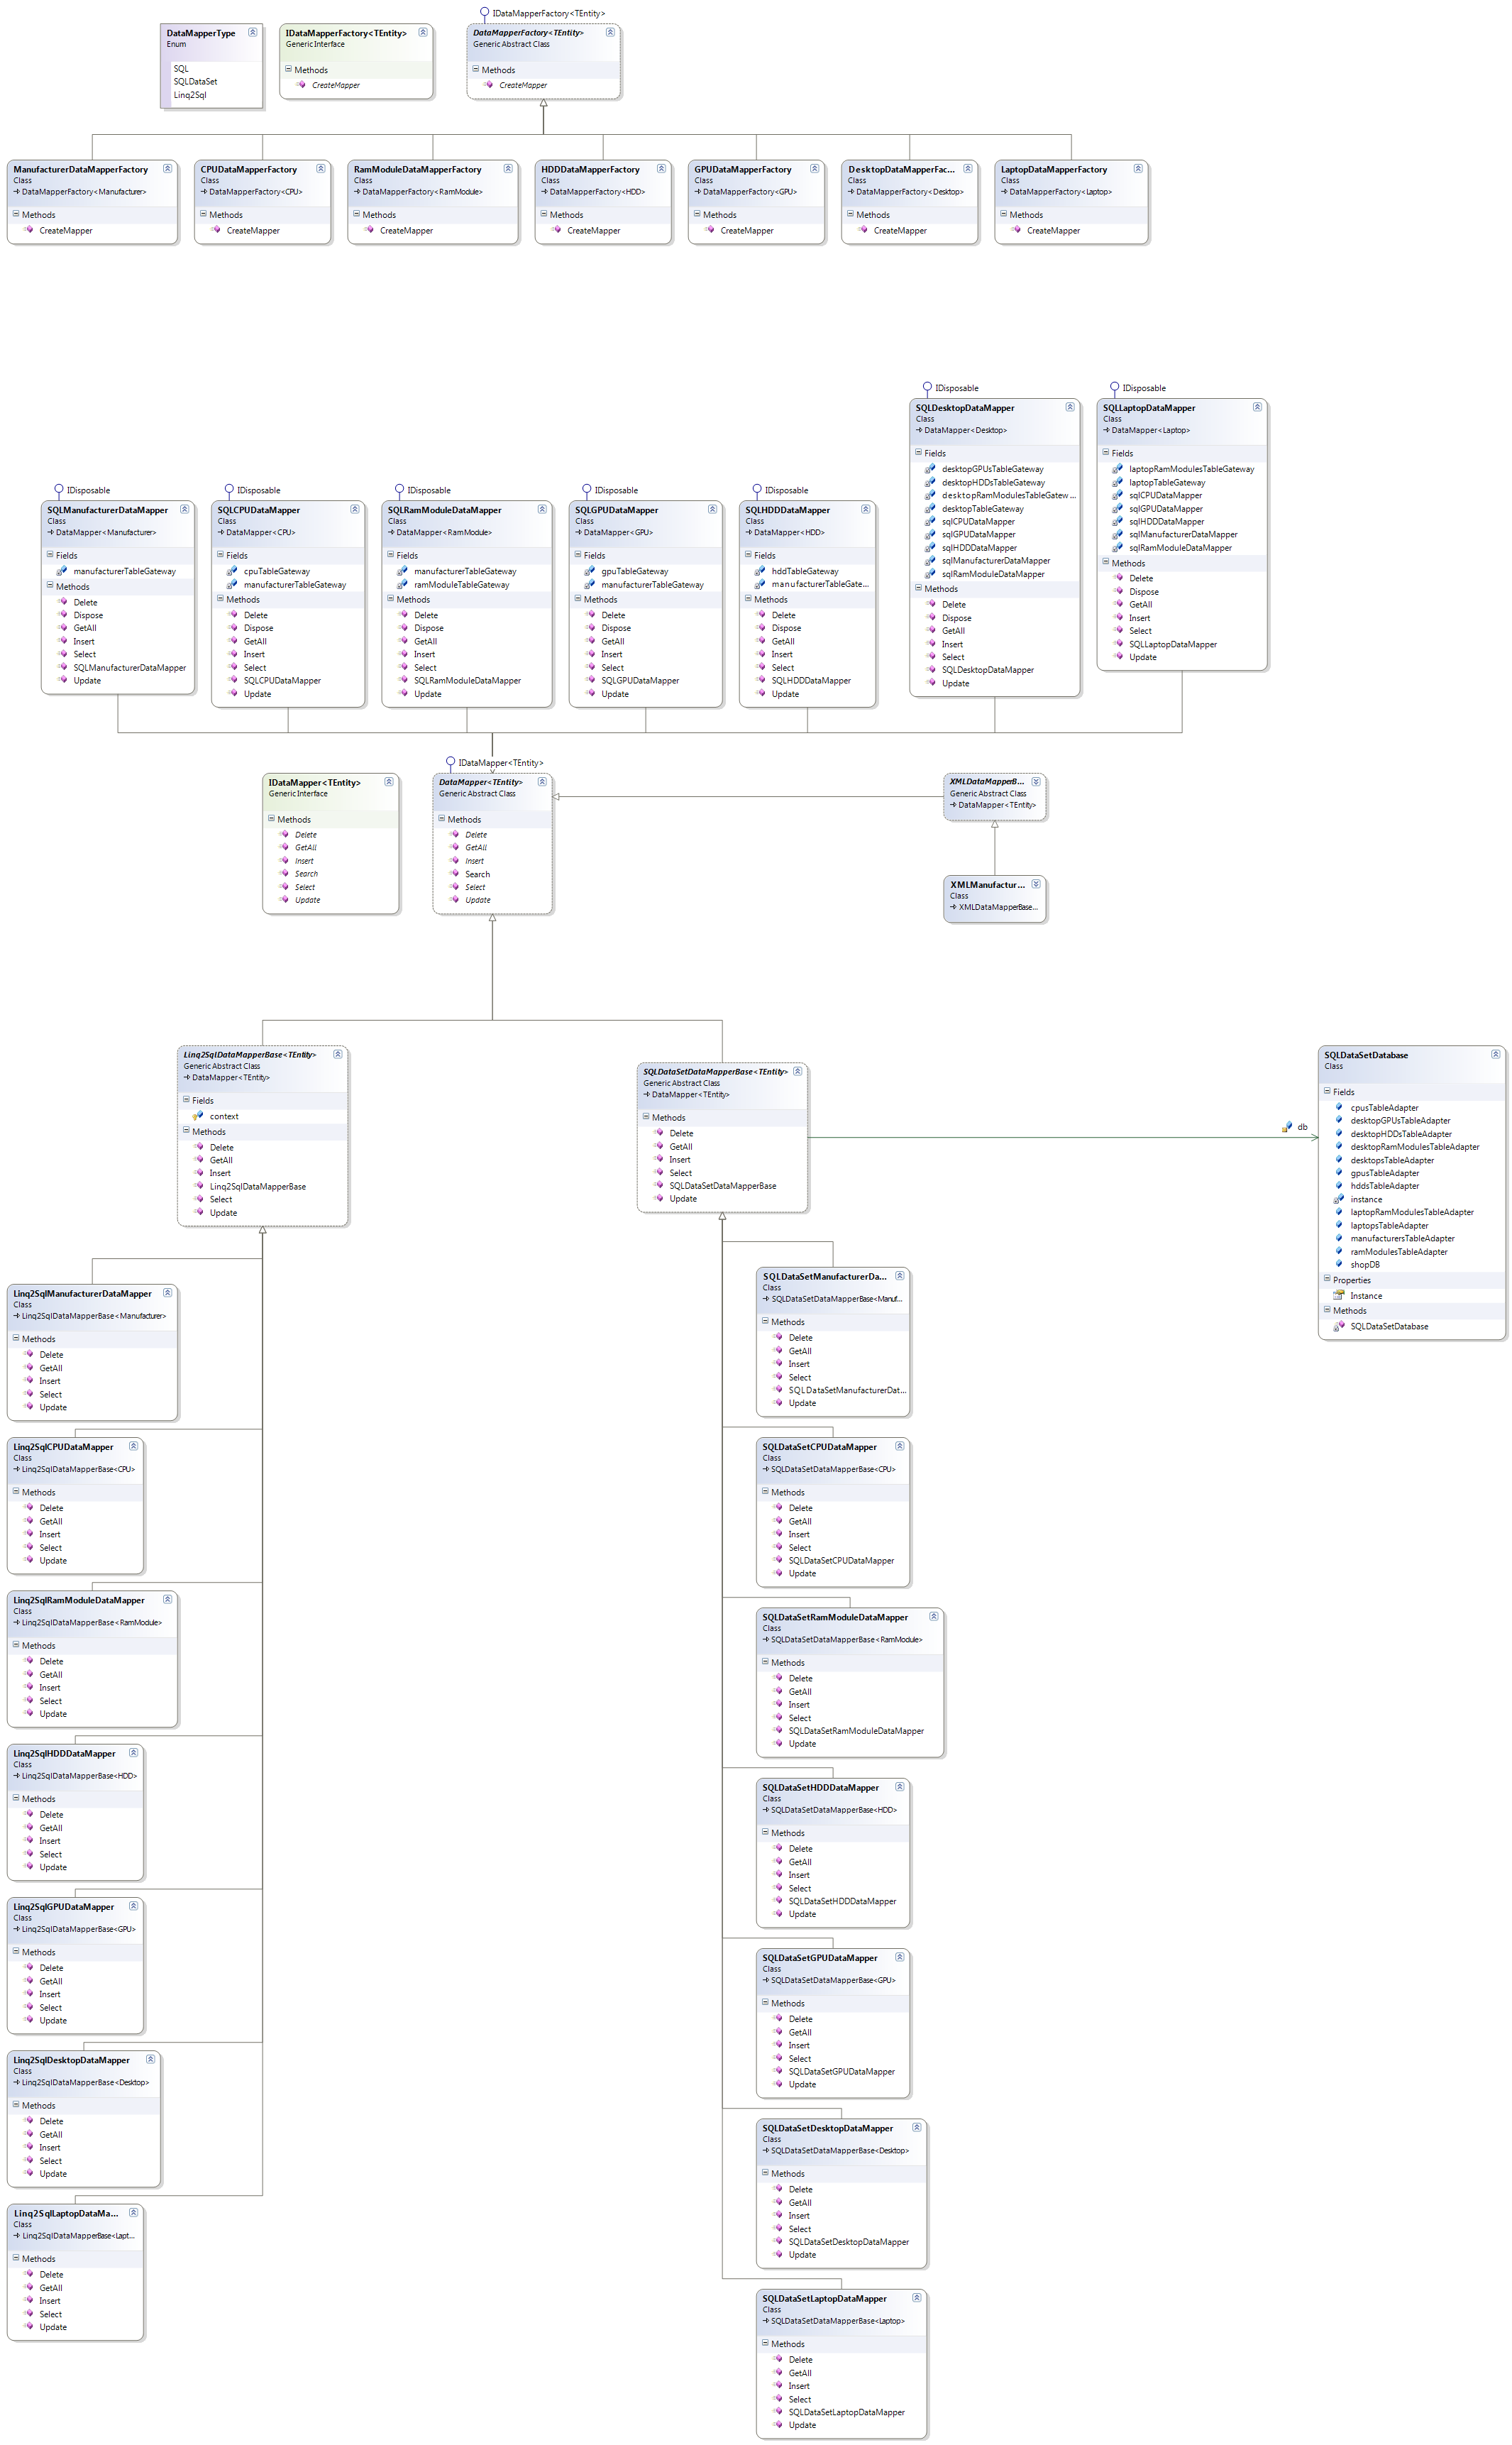 IDataMapperFactory<TEntity>
DataMapperType
Enum
SQL
SQLDataSet
Linq2Sql
IDataMapperFactory<TEntity>
Generic Interface
Methods
CreateMapper
DataMapperFactory<TEntity>
Generic Abstract Class
Methods
CreateMapper
ManufacturerDataMapperFactory
Class
DataMapperFactory<Manufacturer>
Methods
CreateMapper
CPUDataMapperFactory
Class
DataMapperFactory<CPU>
Methods
CreateMapper
RamModuleDataMapperFactory
Class
DataMapperFactory<RamModule>
Methods
CreateMapper
HDDDataMapperFactory
Class
DataMapperFactory<HDD>
Methods
CreateMapper
GPUDataMapperFactory
Class
DataMapperFactory<GPU>
Methods
CreateMapper
DesktopDataMapperFac...
Class
DataMapperFactory<Desktop>
Methods
CreateMapper
LaptopDataMapperFactory
Class
DataMapperFactory<Laptop>
Methods
CreateMapper
IDisposable
SQLManufacturerDataMapper
Class
DataMapper<Manufacturer>
Fields
manufacturerTableGateway
Methods
Delete
Dispose
GetAll
Insert
Select
SQLManufacturerDataMapper
Update
IDisposable
SQLCPUDataMapper
Class
DataMapper<CPU>
Fields
cpuTableGateway
manufacturerTableGateway
Methods
Delete
Dispose
GetAll
Insert
Select
SQLCPUDataMapper
Update
IDisposable
SQLRamModuleDataMapper
Class
DataMapper<RamModule>
Fields
manufacturerTableGateway
ramModuleTableGateway
Methods
Delete
Dispose
GetAll
Insert
Select
SQLRamModuleDataMapper
Update
IDisposable
SQLGPUDataMapper
Class
DataMapper<GPU>
Fields
gpuTableGateway
manufacturerTableGateway
Methods
Delete
Dispose
GetAll
Insert
Select
SQLGPUDataMapper
Update
IDisposable
SQLHDDDataMapper
Class
DataMapper<HDD>
Fields
hddTableGateway
manufacturerTableGate...
Methods
Delete
Dispose
GetAll
Insert
Select
SQLHDDDataMapper
Update
IDisposable
SQLDesktopDataMapper
Class
DataMapper<Desktop>
Fields
desktopGPUsTableGateway
desktopHDDsTableGateway
desktopRamModulesTableGatew...
desktopTableGateway
sqlCPUDataMapper
sqlGPUDataMapper
sqlHDDDataMapper
sqlManufacturerDataMapper
sqlRamModuleDataMapper
Methods
Delete
Dispose
GetAll
Insert
Select
SQLDesktopDataMapper
Update
IDisposable
SQLLaptopDataMapper
Class
DataMapper<Laptop>
Fields
laptopRamModulesTableGateway
laptopTableGateway
sqlCPUDataMapper
sqlGPUDataMapper
sqlHDDDataMapper
sqlManufacturerDataMapper
sqlRamModuleDataMapper
Methods
Delete
Dispose
GetAll
Insert
Select
SQLLaptopDataMapper
Update
IDataMapper<TEntity>
Generic Interface
Methods
Delete
GetAll
Insert
Search
Select
Update
IDataMapper<TEntity>
DataMapper<TEntity>
Generic Abstract Class
Methods
Delete
GetAll
Insert
Search
Select
Update
XMLDataMapperB...
Generic Abstract Class
DataMapper<TEntity>
XMLManufactur...
Class
XMLDataMapperBase...
Linq2SqlDataMapperBase<TEntity>
Generic Abstract Class
DataMapper<TEntity>
Fields
context
Methods
Delete
GetAll
Insert
Linq2SqlDataMapperBase
Select
Update
SQLDataSetDataMapperBase<TEntity>
Generic Abstract Class
DataMapper<TEntity>
Methods
Delete
GetAll
Insert
Select
SQLDataSetDataMapperBase
Update
db
SQLDataSetDatabase
Class
Fields
cpusTableAdapter
desktopGPUsTableAdapter
desktopHDDsTableAdapter
desktopRamModulesTableAdapter
desktopsTableAdapter
gpusTableAdapter
hddsTableAdapter
instance
laptopRamModulesTableAdapter
laptopsTableAdapter
manufacturersTableAdapter
ramModulesTableAdapter
shopDB
Properties
Instance
Methods
SQLDataSetDatabase
Linq2SqlManufacturerDataMapper
Class
Linq2SqlDataMapperBase<Manufacturer>
Methods
Delete
GetAll
Insert
Select
Update
Linq2SqlCPUDataMapper
Class
Linq2SqlDataMapperBase<CPU>
Methods
Delete
GetAll
Insert
Select
Update
Linq2SqlRamModuleDataMapper
Class
Linq2SqlDataMapperBase<RamModule>
Methods
Delete
GetAll
Insert
Select
Update
Linq2SqlHDDDataMapper
Class
Linq2SqlDataMapperBase<HDD>
Methods
Delete
GetAll
Insert
Select
Update
Linq2SqlGPUDataMapper
Class
Linq2SqlDataMapperBase<GPU>
Methods
Delete
GetAll
Insert
Select
Update
Linq2SqlDesktopDataMapper
Class
Linq2SqlDataMapperBase<Desktop>
Methods
Delete
GetAll
Insert
Select
Update
Linq2SqlLaptopDataMa...
Class
Linq2SqlDataMapperBase<Lapt...
Methods
Delete
GetAll
Insert
Select
Update
SQLDataSetManufacturerDa...
Class
SQLDataSetDataMapperBase<Manuf...
Methods
Delete
GetAll
Insert
Select
SQLDataSetManufacturerDat...
Update
SQLDataSetCPUDataMapper
Class
SQLDataSetDataMapperBase<CPU>
Methods
Delete
GetAll
Insert
Select
SQLDataSetCPUDataMapper
Update
SQLDataSetRamModuleDataMapper
Class
SQLDataSetDataMapperBase<RamModule>
Methods
Delete
GetAll
Insert
Select
SQLDataSetRamModuleDataMapper
Update
SQLDataSetHDDDataMapper
Class
SQLDataSetDataMapperBase<HDD>
Methods
Delete
GetAll
Insert
Select
SQLDataSetHDDDataMapper
Update
SQLDataSetGPUDataMapper
Class
SQLDataSetDataMapperBase<GPU>
Methods
Delete
GetAll
Insert
Select
SQLDataSetGPUDataMapper
Update
SQLDataSetDesktopDataMapper
Class
SQLDataSetDataMapperBase<Desktop>
Methods
Delete
GetAll
Insert
Select
SQLDataSetDesktopDataMapper
Update
SQLDataSetLaptopDataMapper
Class
SQLDataSetDataMapperBase<Laptop>
Methods
Delete
GetAll
Insert
Select
SQLDataSetLaptopDataMapper
Update